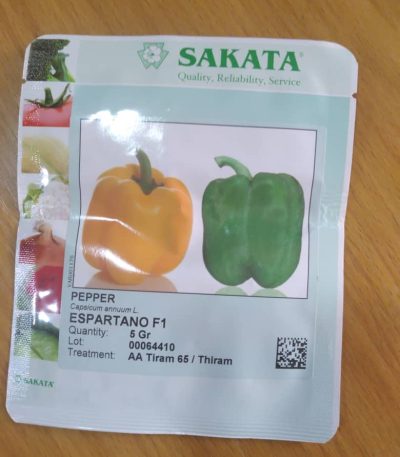 SAKATA
Quality, Reliability, Service
PEPPER
Capsicum annuum L.
ESPARTANO F1
Quantity: 5 Gr
Lot: 00064410
Treatment: AA Tiram 65 / Thiram
SAKATA